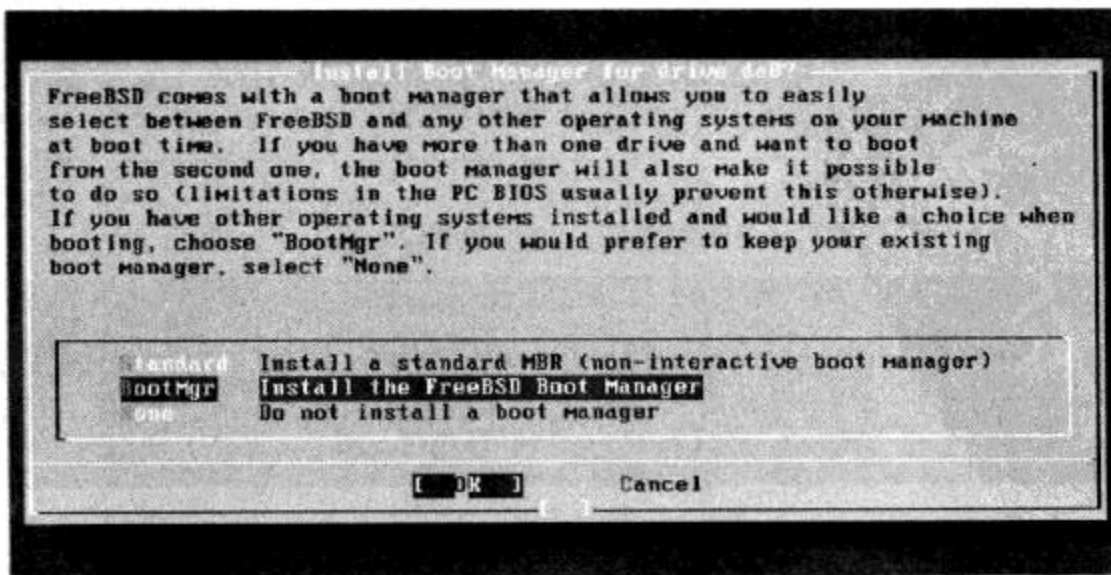 Install Boot Manager for drive da0?
FreeBSD comes with a boot manager that allows you to easily
select between FreeBSD and any other operating systems on your machine
at boot time.  If you have more than one drive and want to boot
from the second one, the boot manager will also make it possible
to do so (limitations in the PC BIOS usually prevent this otherwise).
If you have other operating systems installed and would like a choice when
booting, choose "BootMgr". If you would prefer to keep your existing
boot manager, select "None".
Standard Install a standard MBR (non-interactive boot manager)
BootMgr Install the FreeBSD Boot Manager
None Do not install a boot manager
[ OK ] Cancel
[ ]